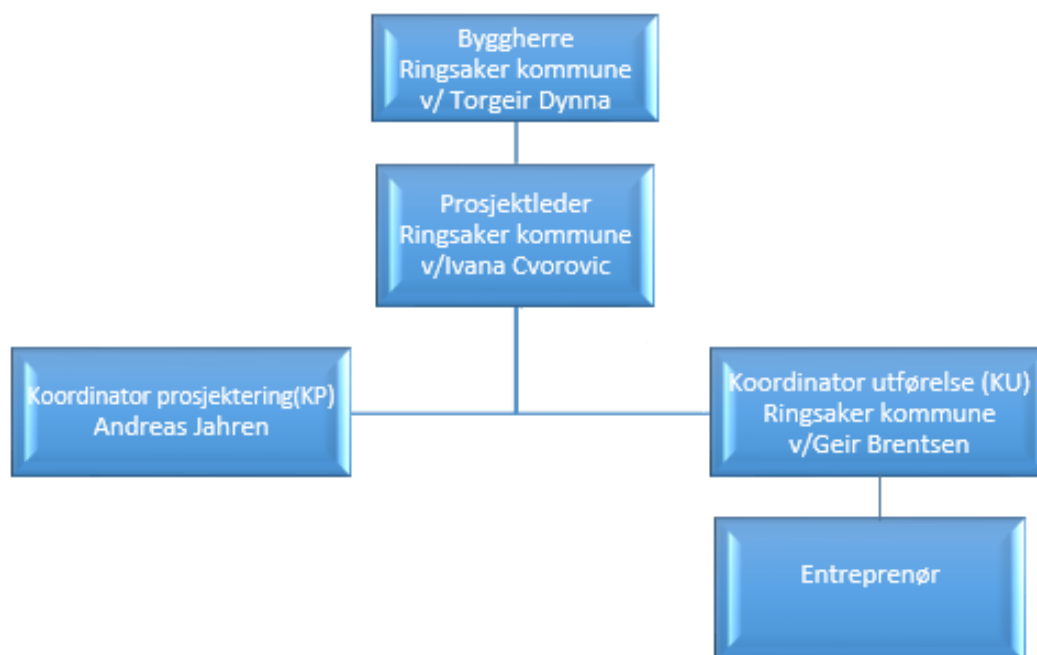 Byggherre
Ringsaker kommune
v/ Torgeir Dynna
Prosjektleder
Ringsaker kommune
v/Ivana Cvorovic
Koordinator prosjektering(KP)
Andreas Jahren
Koordinator utførelse (KU)
Ringsaker kommune
v/Geir Brentsen
Entreprenør